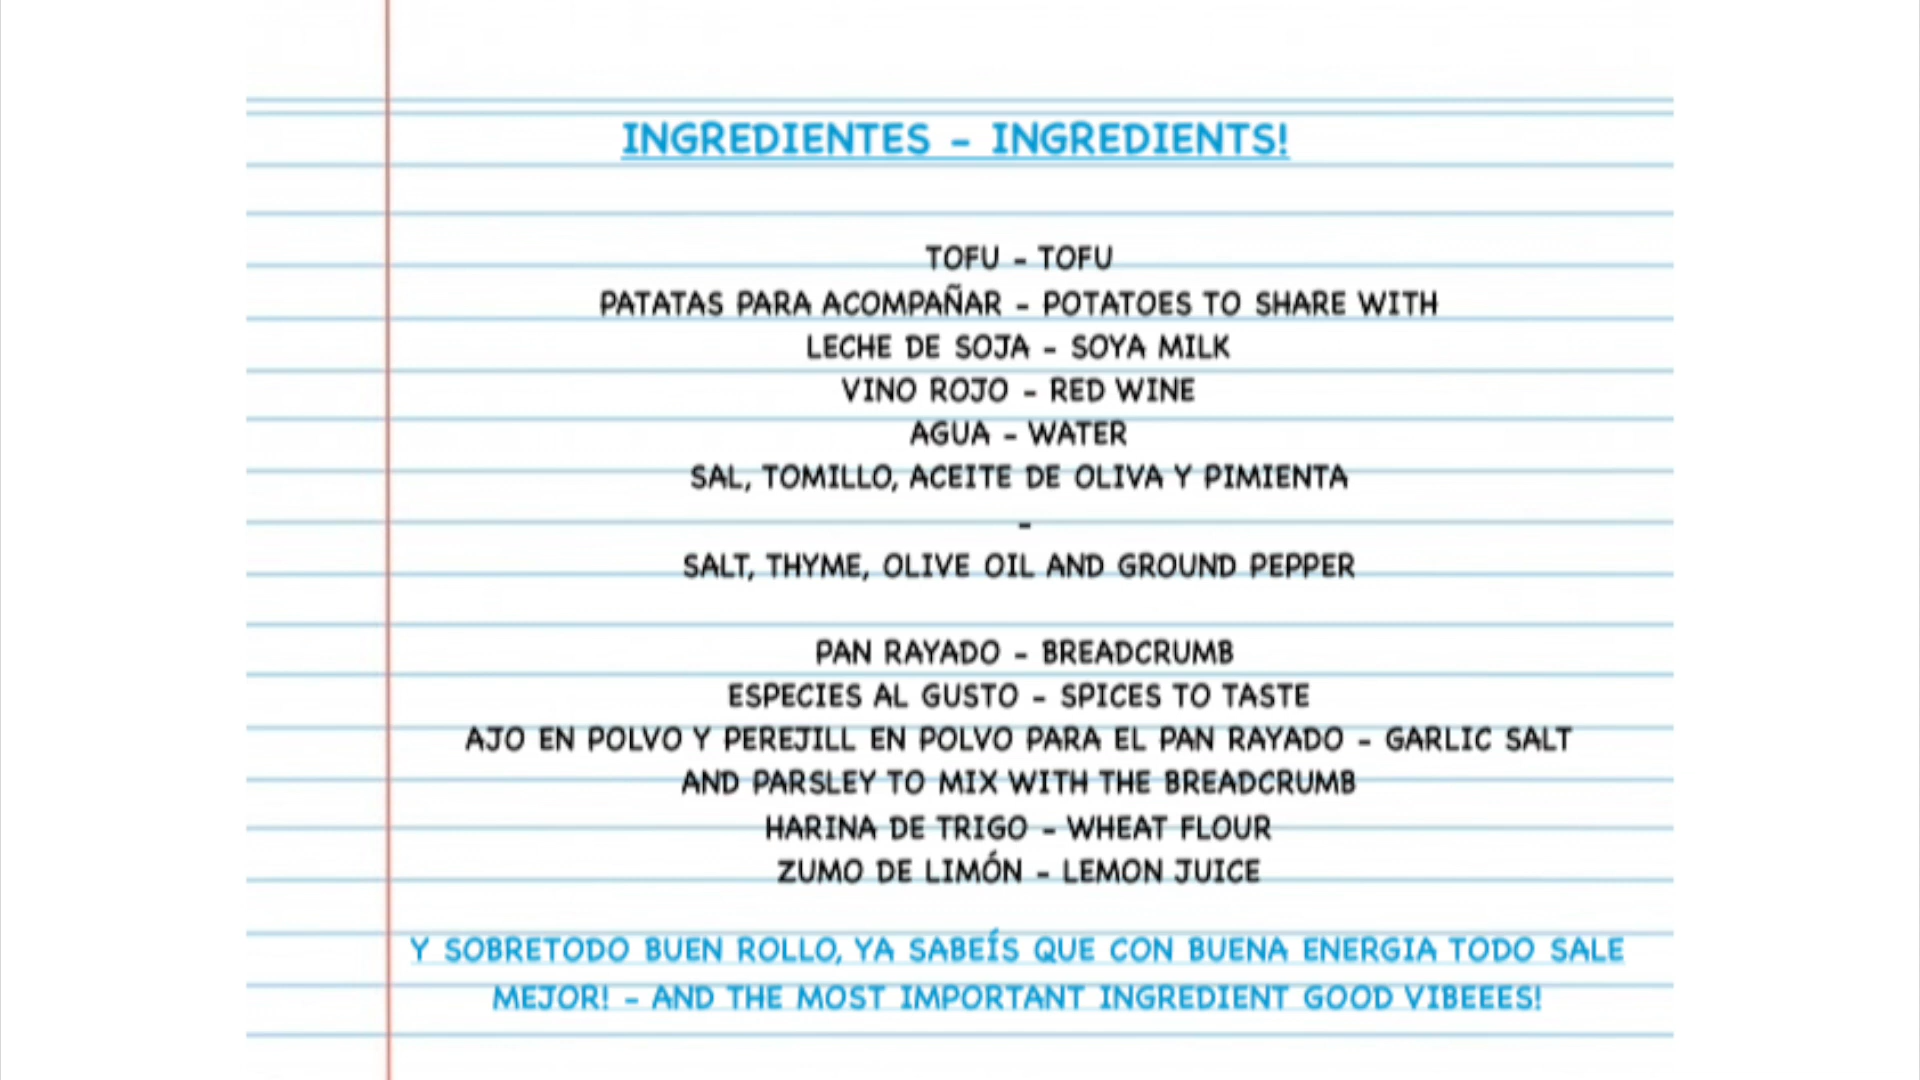 INGREDIENTES - INGREDIENTS!
TOFU - TOFU
PATATAS PARA ACOMPAÑAR - POTATOES TO SHARE WITH
LECHE DE SOJA - SOYA MILK
VINO ROJO - RED WINE
AGUA - WATER
SAL, TOMILLO, ACEITE DE OLIVA Y PIMIENTA
-
SALT, THYME, OLIVE OIL AND GROUND PEPPER
PAN RAYADO - BREADCRUMB
ESPECIES AL GUSTO - SPICES TO TASTE
AJO EN POLVO Y PEREJILL EN POLVO PARA EL PAN RAYADO - GARLIC SALT
AND PARSLEY TO MIX WITH THE BREADCRUMB
HARINA DE TRIGO - WHEAT FLOUR
ZUMO DE LIMÓN - LEMON JUICE
Y SOBRETODO BUEN ROLLO, YA SABEÍS QUE CON BUENA ENERGIA TODO SALE
MEJOR! - AND THE MOST IMPORTANT INGREDIENT GOOD VIBEEES!